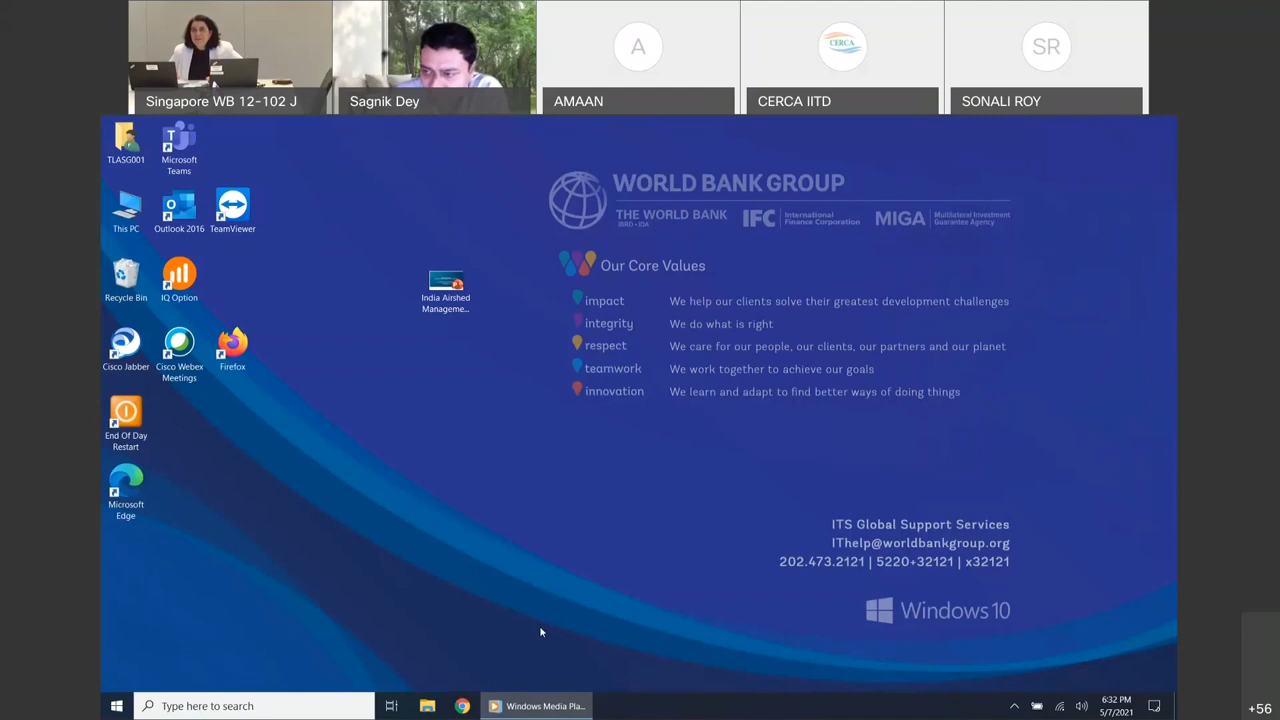 Singapore WB 12-102 J
Sagnik Dey
A
AMAAN
CERCA
CERCA IITD
SR
SONALI ROY
TLASG001
Microsoft
Teams
This PC
Outlook 2016
TeamViewer
Recycle Bin
IQ Option
Cisco Jabber
Cisco Webex
Meetings
Firefox
End Of Day
Restart
Microsoft
Edge
India Airshed
Manageme...
WORLD BANK GROUP
THE WORLD BANK
IBRD • IDA
IFC International
Finance Corporation
MIGA Multilateral Investment
Guarantee Agency
Our Core Values
impact We help our clients solve their greatest development challenges
integrity We do what is right
respect We care for our people, our clients, our partners and our planet
teamwork We work together to achieve our goals
innovation We learn and adapt to find better ways of doing things
ITS Global Support Services
IThelp@worldbankgroup.org
202.473.2121 | 5220+32121 | x32121
Windows 10
Type here to search
Windows Media Pla...
6:32 PM
5/7/2021
+56